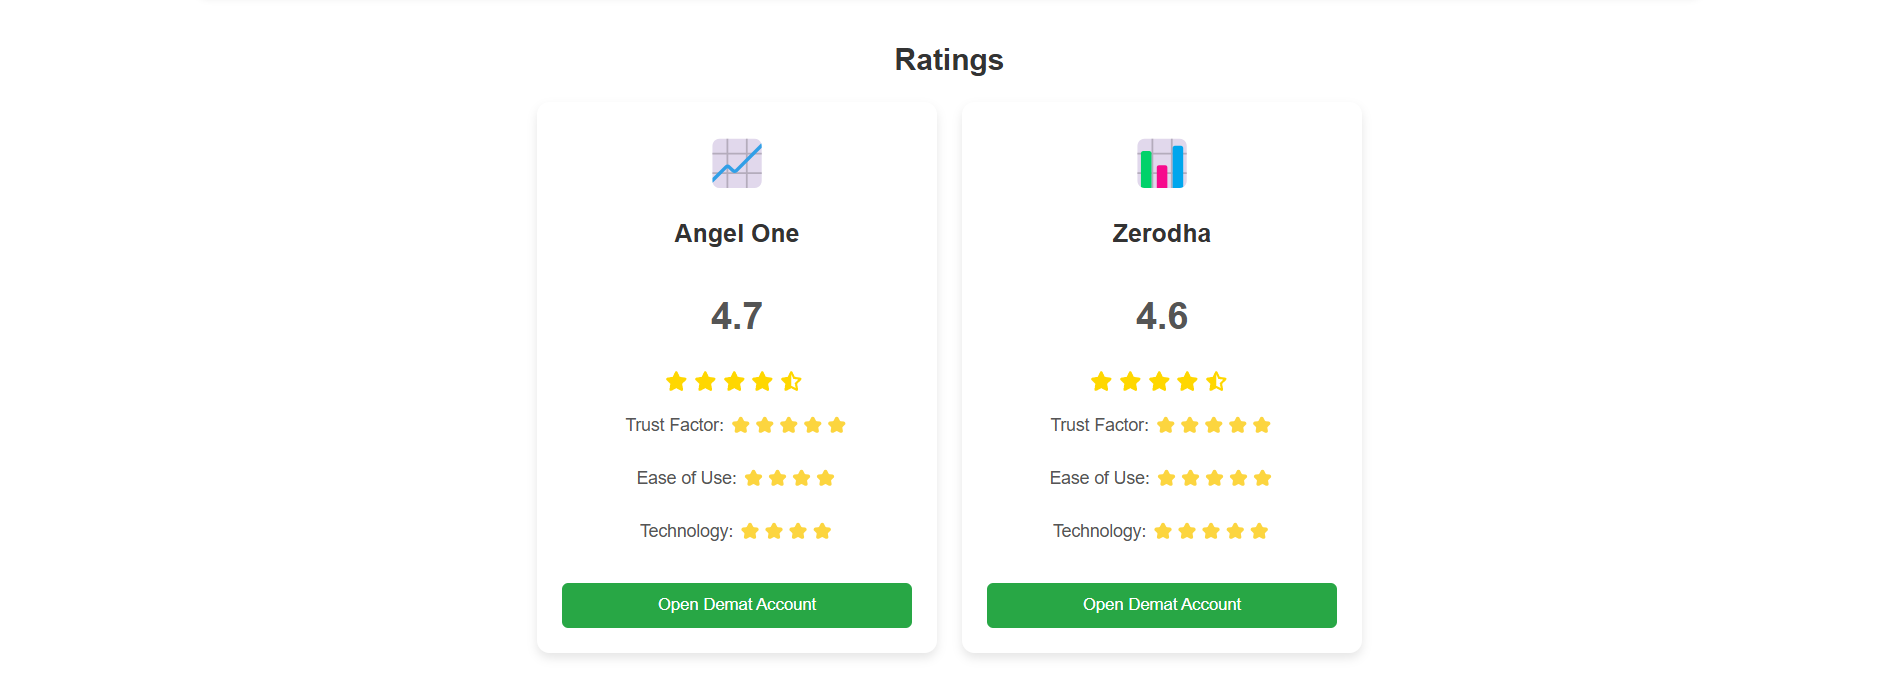 Ratings
Angel One
4.7
Trust Factor:
Ease of Use:
Technology:
Open Demat Account
Zerodha
4.6
Trust Factor:
Ease of Use:
Technology:
Open Demat Account